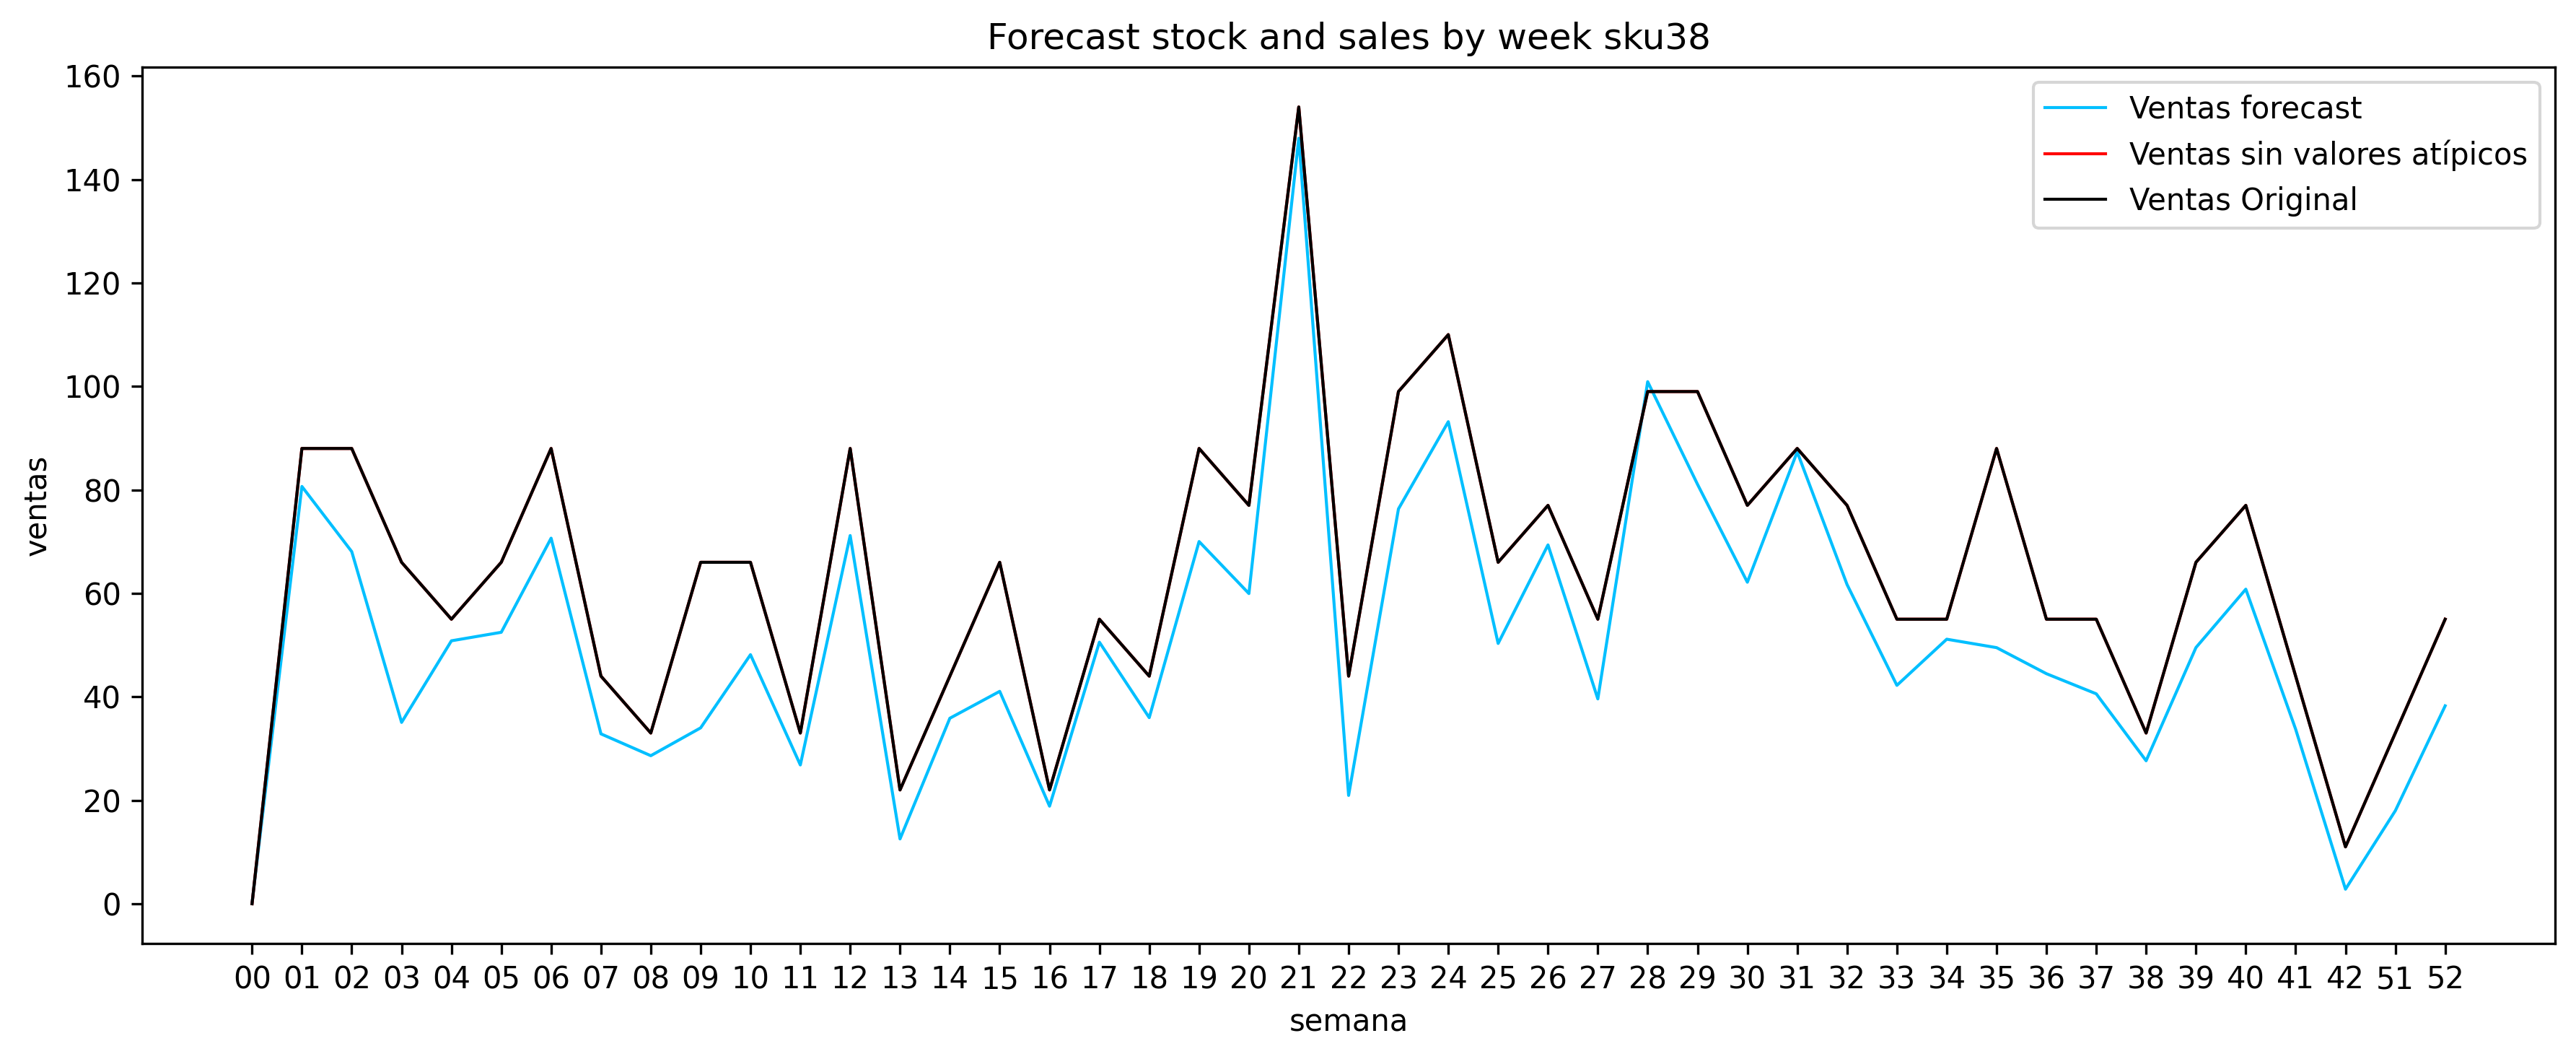 Forecast stock and sales by week sku38
Ventas forecast
Ventas sin valores atípicos
Ventas Original
160
140
120
100
80
60
40
20
0
ventas
00 01 02 03 04 05 06 07 08 09 10 11 12 13 14 15 16 17 18 19 20 21 22 23 24 25 26 27 28 29 30 31 32 33 34 35 36 37 38 39 40 41 42 51 52
semana